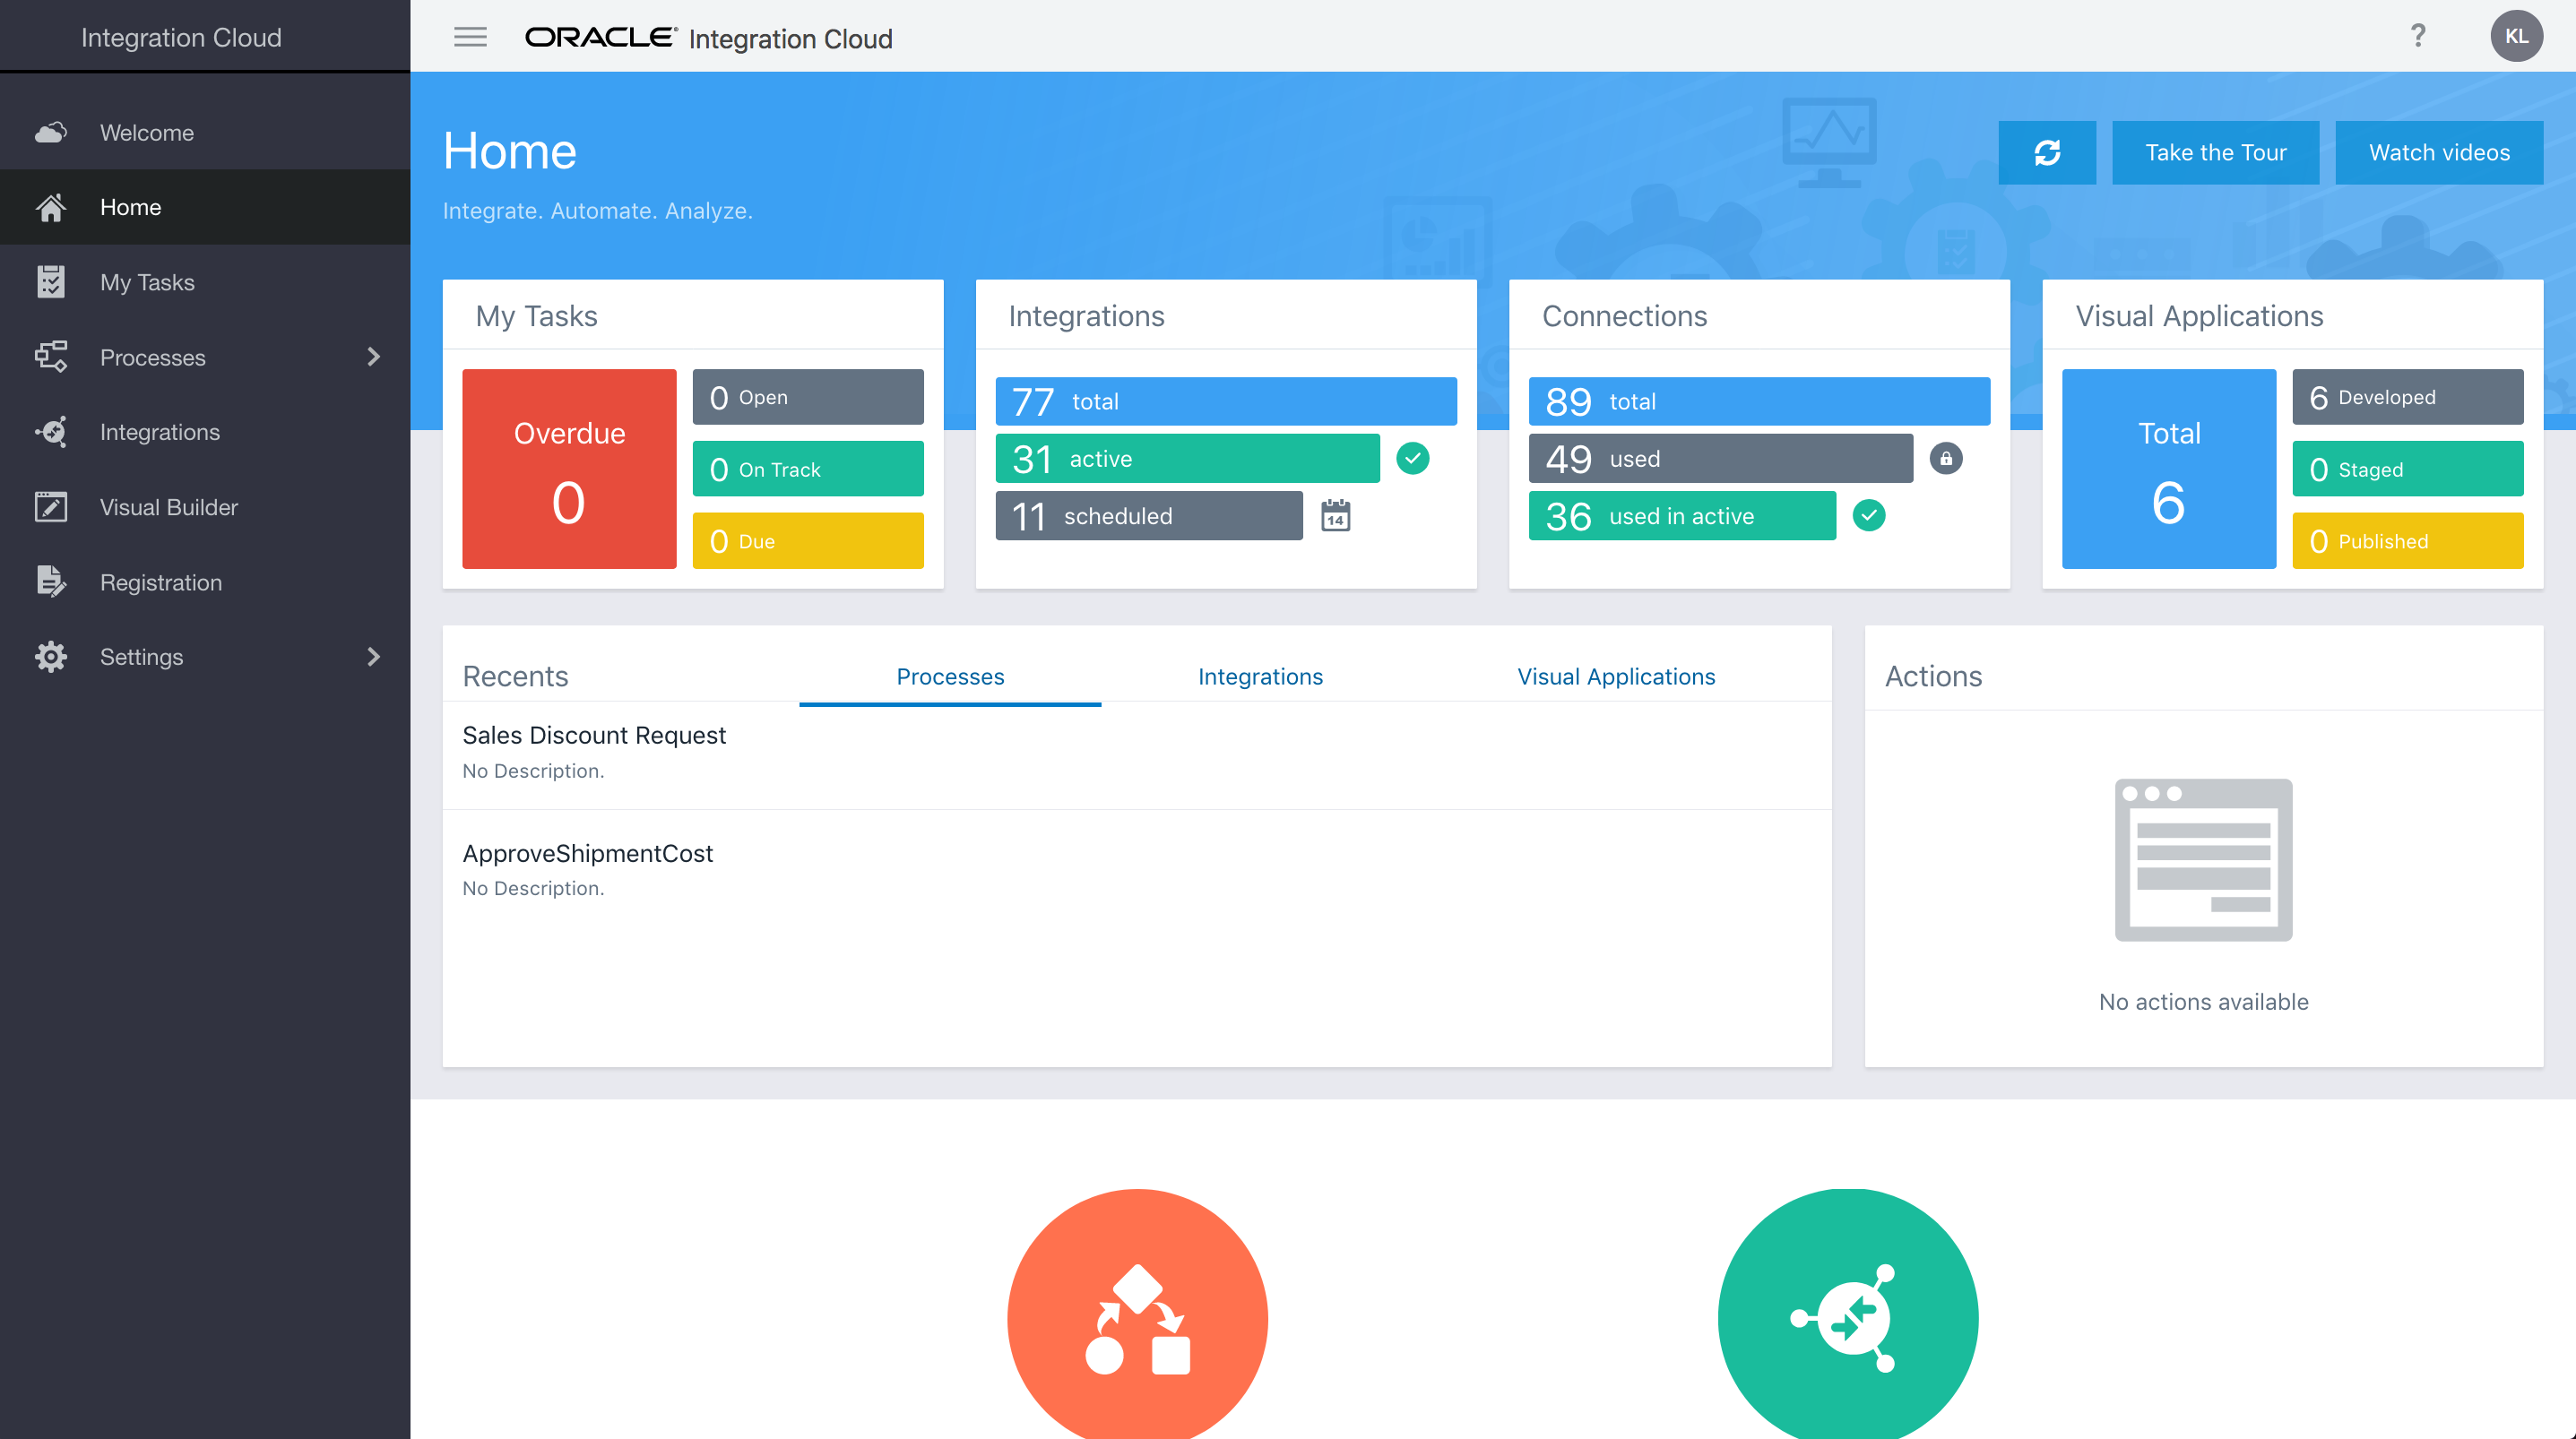 Integration Cloud
Welcome
Home
My Tasks
Processes
Integrations
Visual Builder
Registration
Settings
ORACLE® Integration Cloud
?
KL
Home
Integrate. Automate. Analyze.
Take the Tour
Watch videos
My Tasks
Overdue
0
0 Open
0 On Track
0 Due
Integrations
77 total
31 active
11 scheduled
14
Connections
89 total
49 used
36 used in active
Visual Applications
Total
6
6 Developed
0 Staged
0 Published
Recents
Processes
Integrations
Visual Applications
Sales Discount Request
No Description.
ApproveShipmentCost
No Description.
Actions
No actions available